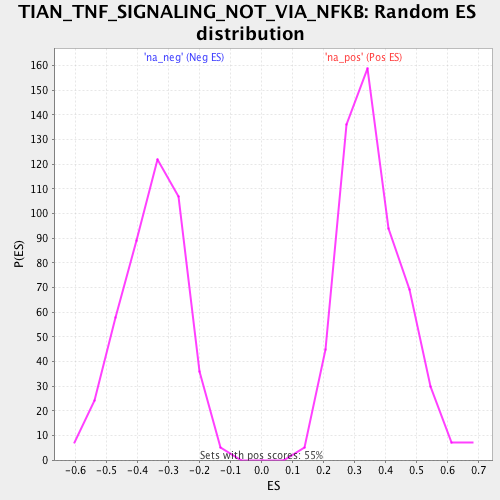 TIAN_TNF_SIGNALING_NOT_VIA_NFKB: Random ES
distribution
'na_neg' (Neg ES)
'na_pos' (Pos ES)
160
150
140
130
120
110
100
90
80
70
60
50
40
30
20
10
0
P(ES)
Sets with pos scores: 55%
-0.6 -0.5 -0.4 -0.3 -0.2 -0.1 0.0 0.1 0.2 0.3 0.4 0.5 0.6 0.7
ES